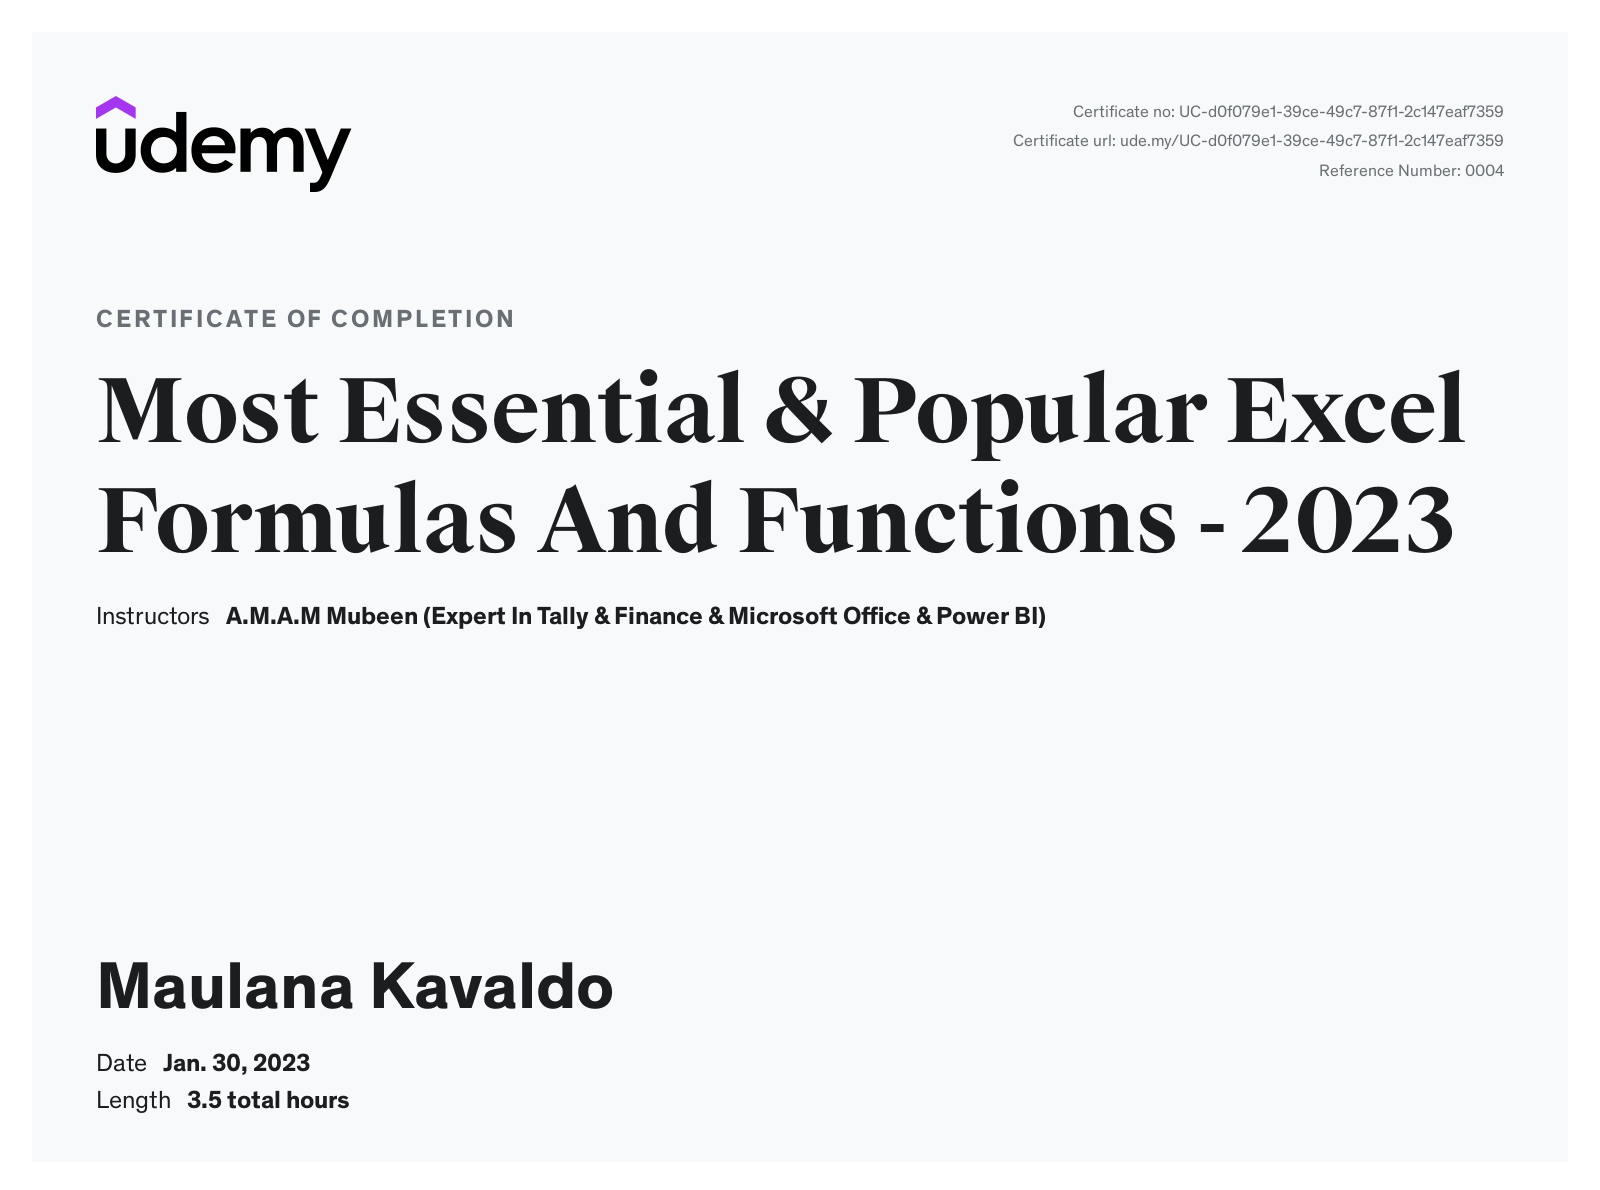 udemy
Certificate no: UC-d0f079e1-39ce-49c7-87f1-2c147eaf7359
Certificate url: ude.my/UC-d0f079e1-39ce-49c7-87f1-2c147eaf7359
Reference Number: 0004
CERTIFICATE OF COMPLETION
Most Essential & Popular Excel
Formulas And Functions - 2023
Instructors A.M.A.M Mubeen (Expert In Tally & Finance & Microsoft Office & Power BI)
Maulana Kavaldo
Date Jan. 30, 2023
Length 3.5 total hours